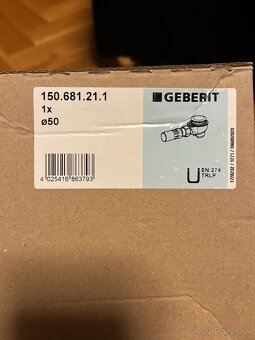 150.681.21.1
1x
ø50
GEBERIT
4 025416 863793
U EN 274
TRLP